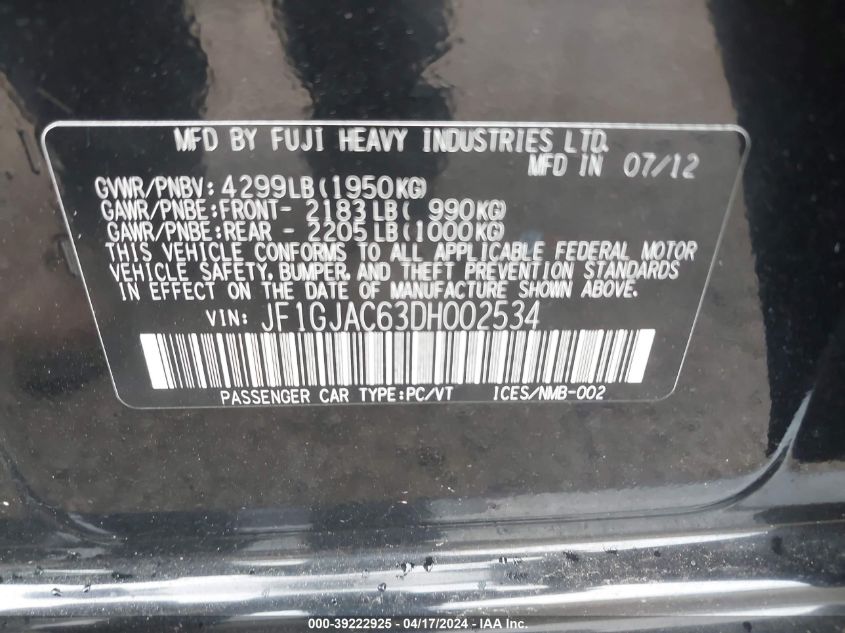 MFD BY FUJI HEAVY INDUSTRIES LTD.
MFD IN 07/12
GVWR/PNBV: 4299LB(1950KG)
GAWR/PNBE:FRONT- 2183LB( 990KG)
GAWR/PNBE:REAR - 2205LB(1000KG)
THIS VEHICLE CONFORMS TO ALL APPLICABLE FEDERAL MOTOR
VEHICLE SAFETY, BUMPER, AND THEFT PREVENTION STANDARDS
IN EFFECT ON THE DATE OF MANUFACTURE SHOWN ABOVE.
VIN: JF1GJAC63DH002534
PASSENGER CAR TYPE:PC/VT ICES/NMB-002
000-39222925 - 04/17/2024 - IAA Inc.